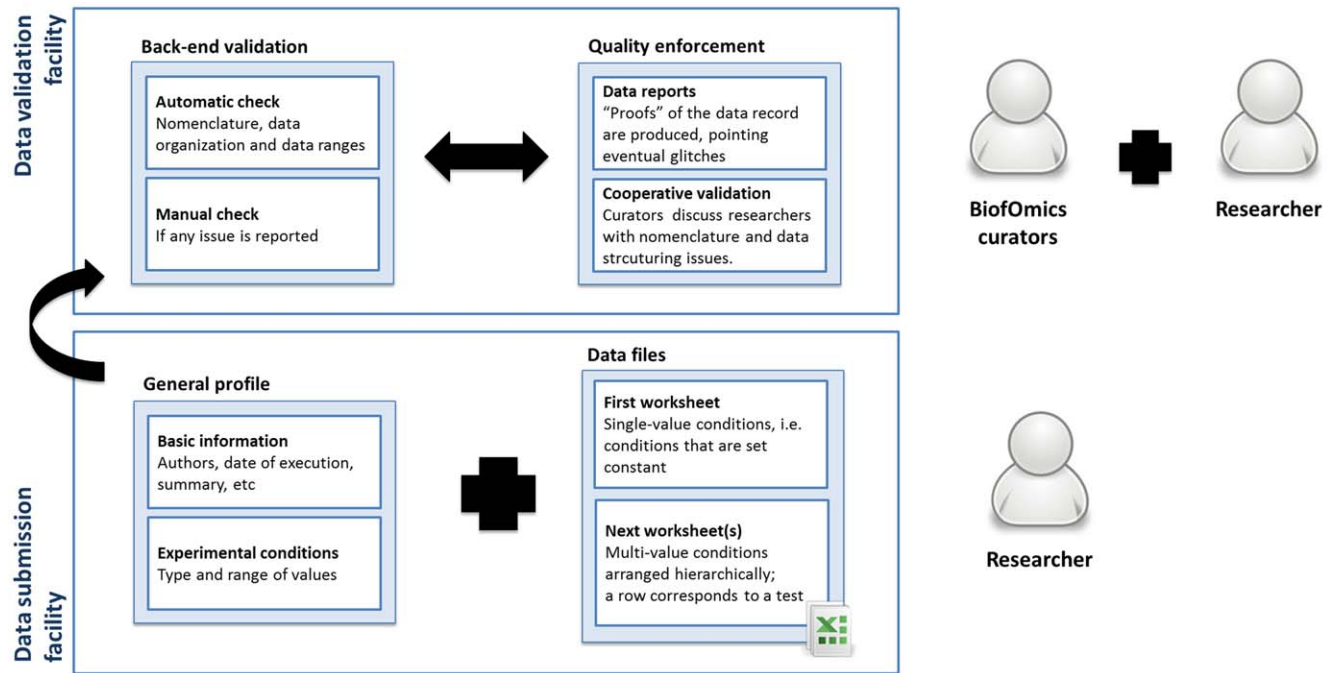 Data validation
facility
Back-end validation
Automatic check
Nomenclature, data
organization and data ranges
Manual check
If any issue is reported
Quality enforcement
Data reports
“Proofs” of the data record
are produced, pointing
eventual glitches
Cooperative validation
Curators discuss researchers
with nomenclature and data
strcuturing issues.
BiofOmics
curators
Researcher
Data submission
facility
General profile
Basic information
Authors, date of execution,
summary, etc
Experimental conditions
Type and range of values
Data files
First worksheet
Single-value conditions, i.e.
conditions that are set
constant
Next worksheet(s)
Multi-value conditions
arranged hierarchically;
a row corresponds to a test
X
Researcher